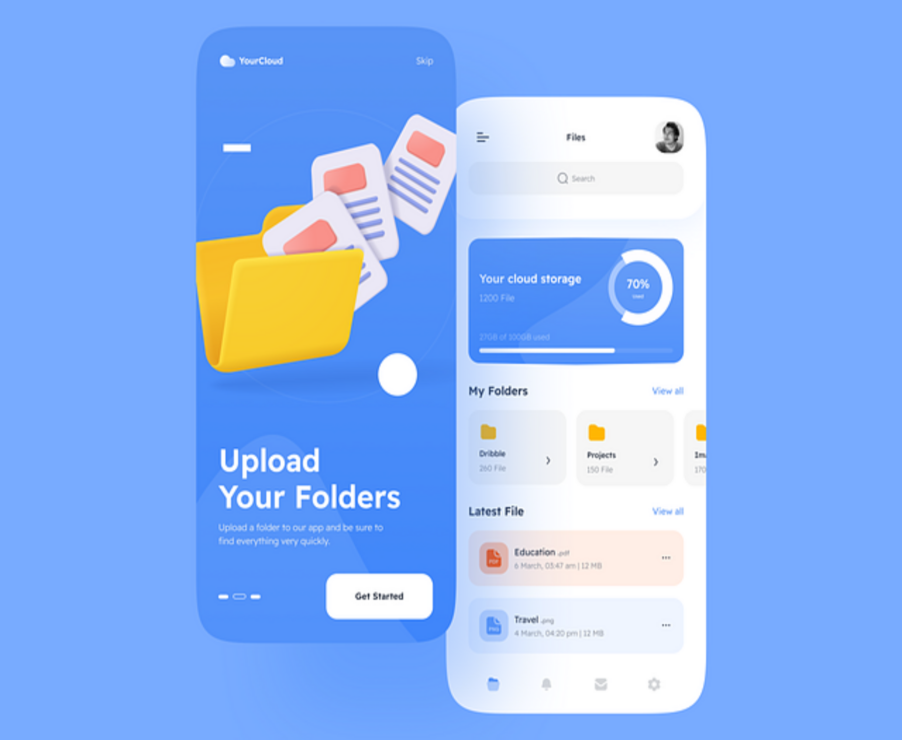 YourCloud
Skip
Upload
Your Folders
Upload a folder to our app and be sure to
find everything very quickly.
Get Started
Files
Search
Your cloud storage
1200 File
70%
Used
27GB of 100GB used
My Folders
View all
Dribble
260 File
Projects
150 File
Im
170
Latest File
View all
PDF
Education .pdf
6 March, 03:47 am | 12 MB
PNG
Travel .png
4 March, 04:20 pm | 12 MB